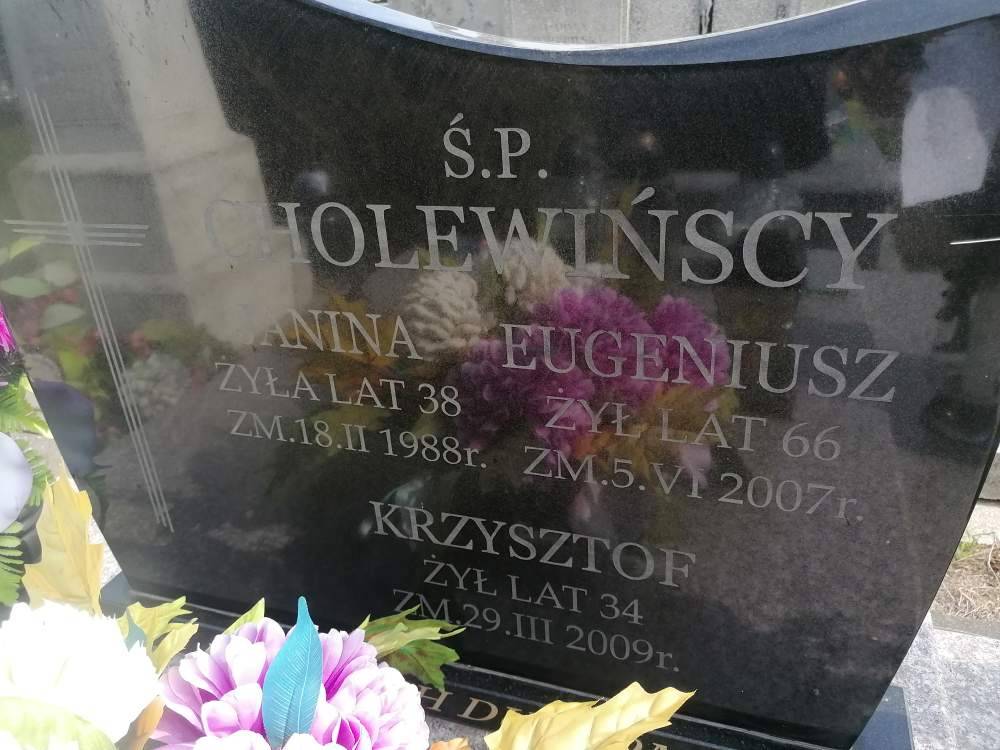 Ś.P.
CHOLEWIŃSCY
JANINA EUGENIUSZ
ŻYŁA LAT 38 ŻYŁ LAT 66
ZM.18.II 1988r. ZM.5.VI 2007r.
KRZYSZTOF
ŻYŁ LAT 34
ZM.29.III 2009r.